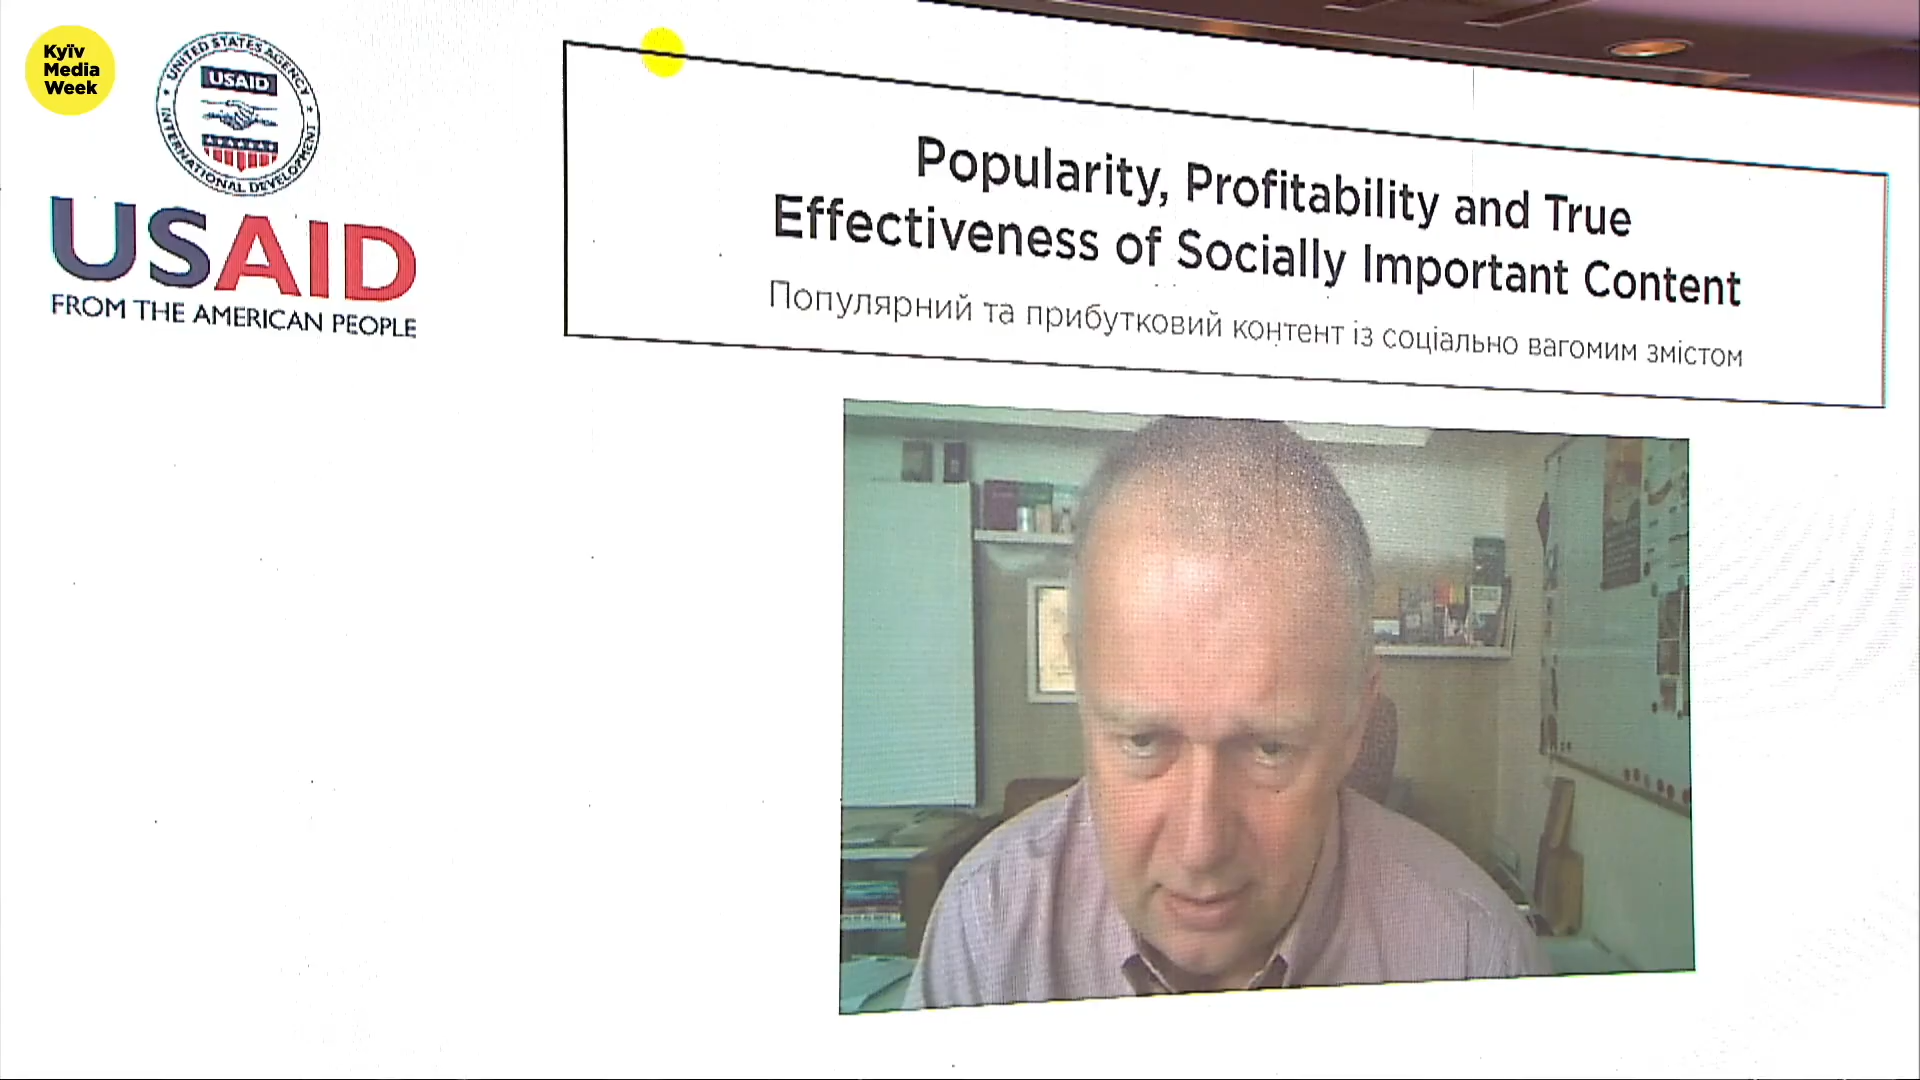 Kyïv
Media
Week
UNITED STATES AGENCY
USAID
INTERNATIONAL DEVELOPMENT
USAID
FROM THE AMERICAN PEOPLE
Popularity, Profitability and True
Effectiveness of Socially Important Content
Популярний та прибутковий контент із соціально вагомим змістом